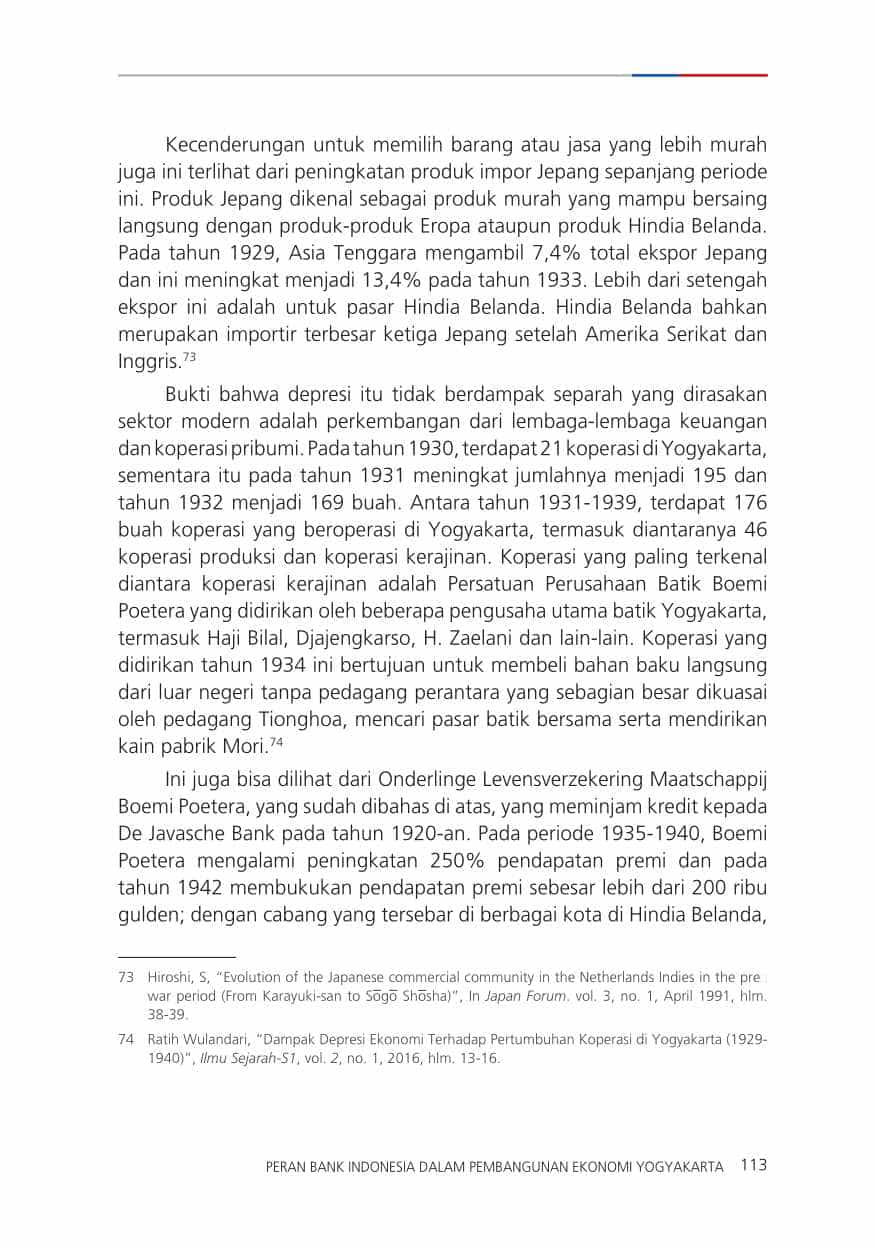 Kecenderungan untuk memilih barang atau jasa yang lebih murah
juga ini terlihat dari peningkatan produk impor Jepang sepanjang periode
ini. Produk Jepang dikenal sebagai produk murah yang mampu bersaing
langsung dengan produk-produk Eropa ataupun produk Hindia Belanda.
Pada tahun 1929, Asia Tenggara mengambil 7,4% total ekspor Jepang
dan ini meningkat menjadi 13,4% pada tahun 1933. Lebih dari setengah
ekspor ini adalah untuk pasar Hindia Belanda. Hindia Belanda bahkan
merupakan importir terbesar ketiga Jepang setelah Amerika Serikat dan
Inggris.73
Bukti bahwa depresi itu tidak berdampak separah yang dirasakan
sektor modern adalah perkembangan dari lembaga-lembaga keuangan
dan koperasi pribumi. Pada tahun 1930, terdapat 21 koperasi di Yogyakarta,
sementara itu pada tahun 1931 meningkat jumlahnya menjadi 195 dan
tahun 1932 menjadi 169 buah. Antara tahun 1931-1939, terdapat 176
buah koperasi yang beroperasi di Yogyakarta, termasuk diantaranya 46
koperasi produksi dan koperasi kerajinan. Koperasi yang paling terkenal
diantara koperasi kerajinan adalah Persatuan Perusahaan Batik Boemi
Poetera yang didirikan oleh beberapa pengusaha utama batik Yogyakarta,
termasuk Haji Bilal, Djajengkarso, H. Zaelani dan lain-lain. Koperasi yang
didirikan tahun 1934 ini bertujuan untuk membeli bahan baku langsung
dari luar negeri tanpa pedagang perantara yang sebagian besar dikuasai
oleh pedagang Tionghoa, mencari pasar batik bersama serta mendirikan
kain pabrik Mori.74
Ini juga bisa dilihat dari Onderlinge Levensverzekering Maatschappij
Boemi Poetera, yang sudah dibahas di atas, yang meminjam kredit kepada
De Javasche Bank pada tahun 1920-an. Pada periode 1935-1940, Boemi
Poetera mengalami peningkatan 250% pendapatan premi dan pada
tahun 1942 membukukan pendapatan premi sebesar lebih dari 200 ribu
gulden; dengan cabang yang tersebar di berbagai kota di Hindia Belanda,
73 Hiroshi, S, “Evolution of the Japanese commercial community in the Netherlands Indies in the pre
war period (From Karayuki-san to Sōgō Shōsha)”, In Japan Forum. vol. 3, no. 1, April 1991, hlm.
38-39.
74 Ratih Wulandari, “Dampak Depresi Ekonomi Terhadap Pertumbuhan Koperasi di Yogyakarta (1929-
1940)”, Ilmu Sejarah-S1, vol. 2, no. 1, 2016, hlm. 13-16.
PERAN BANK INDONESIA DALAM PEMBANGUNAN EKONOMI YOGYAKARTA 113